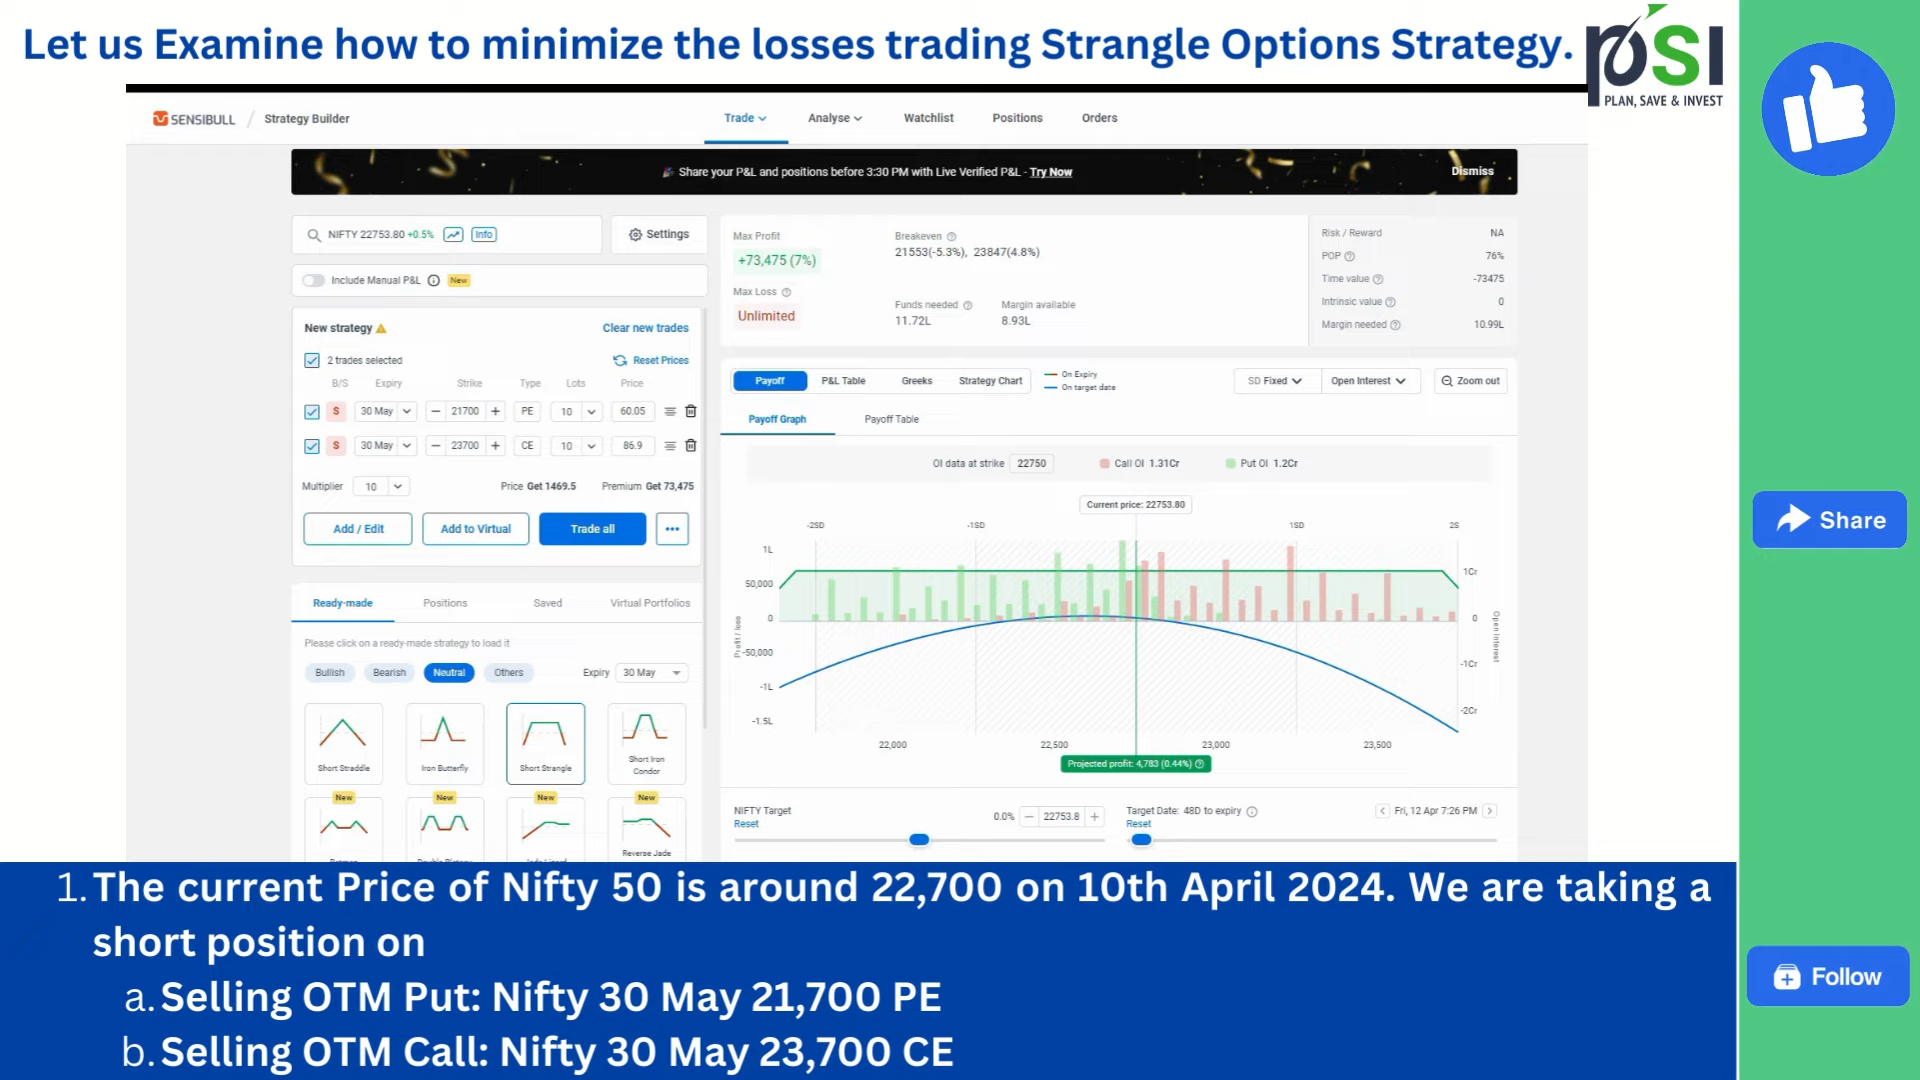 Let us Examine how to minimize the losses trading Strangle Options Strategy.
pSI
PLAN, SAVE & INVEST
SENSIBULL / Strategy Builder
Trade
Analyse
Watchlist
Positions
Orders
Share your P&L and positions before 3:30 PM with Live Verified P&L - Try Now
Dismiss
NIFTY 22753.80 +0.5%
Info
Settings
Include Manual P&L
New
New strategy
Clear new trades
2 trades selected
Reset Prices
B/S Expiry Strike Type Lots Price
S 30 May − 21700 + PE 10 60.05
S 30 May − 23700 + CE 10 86.9
Multiplier 10 Price Get 1469.5 Premium Get 73,475
Add / Edit
Add to Virtual
Trade all
Ready-made
Positions
Saved
Virtual Portfolios
Please click on a ready-made strategy to load it
Bullish
Bearish
Neutral
Others
Expiry 30 May
Short Straddle
Iron Butterfly
Short Strangle
Short Iron
Condor
New
New
New
New
Reverse Jade
Max Profit
+73,475 (7%)
Max Loss
Unlimited
Breakeven
21553(-5.3%), 23847(4.8%)
Funds needed
11.72L
Margin available
8.93L
Risk / Reward NA
POP 76%
Time value -73475
Intrinsic value 0
Margin needed 10.99L
Payoff
P&L Table
Greeks
Strategy Chart
On Expiry
On target date
SD Fixed
Open Interest
Zoom out
Payoff Graph
Payoff Table
OI data at strike 22750
Call OI 1.31Cr
Put OI 1.2Cr
Current price: 22753.80
-2SD
-1SD
1SD
2S
1L
50,000
0
-50,000
-1L
-1.5L
Profit / loss
1Cr
0
-1Cr
-2Cr
Open Interest
22,000
22,500
23,000
23,500
Projected profit: 4,783 (0.44%)
NIFTY Target
Reset
0.0% − 22753.8 +
Target Date: 48D to expiry
Reset
Fri, 12 Apr 7:26 PM
1. The current Price of Nifty 50 is around 22,700 on 10th April 2024. We are taking a
short position on
a. Selling OTM Put: Nifty 30 May 21,700 PE
b. Selling OTM Call: Nifty 30 May 23,700 CE
Share
Follow